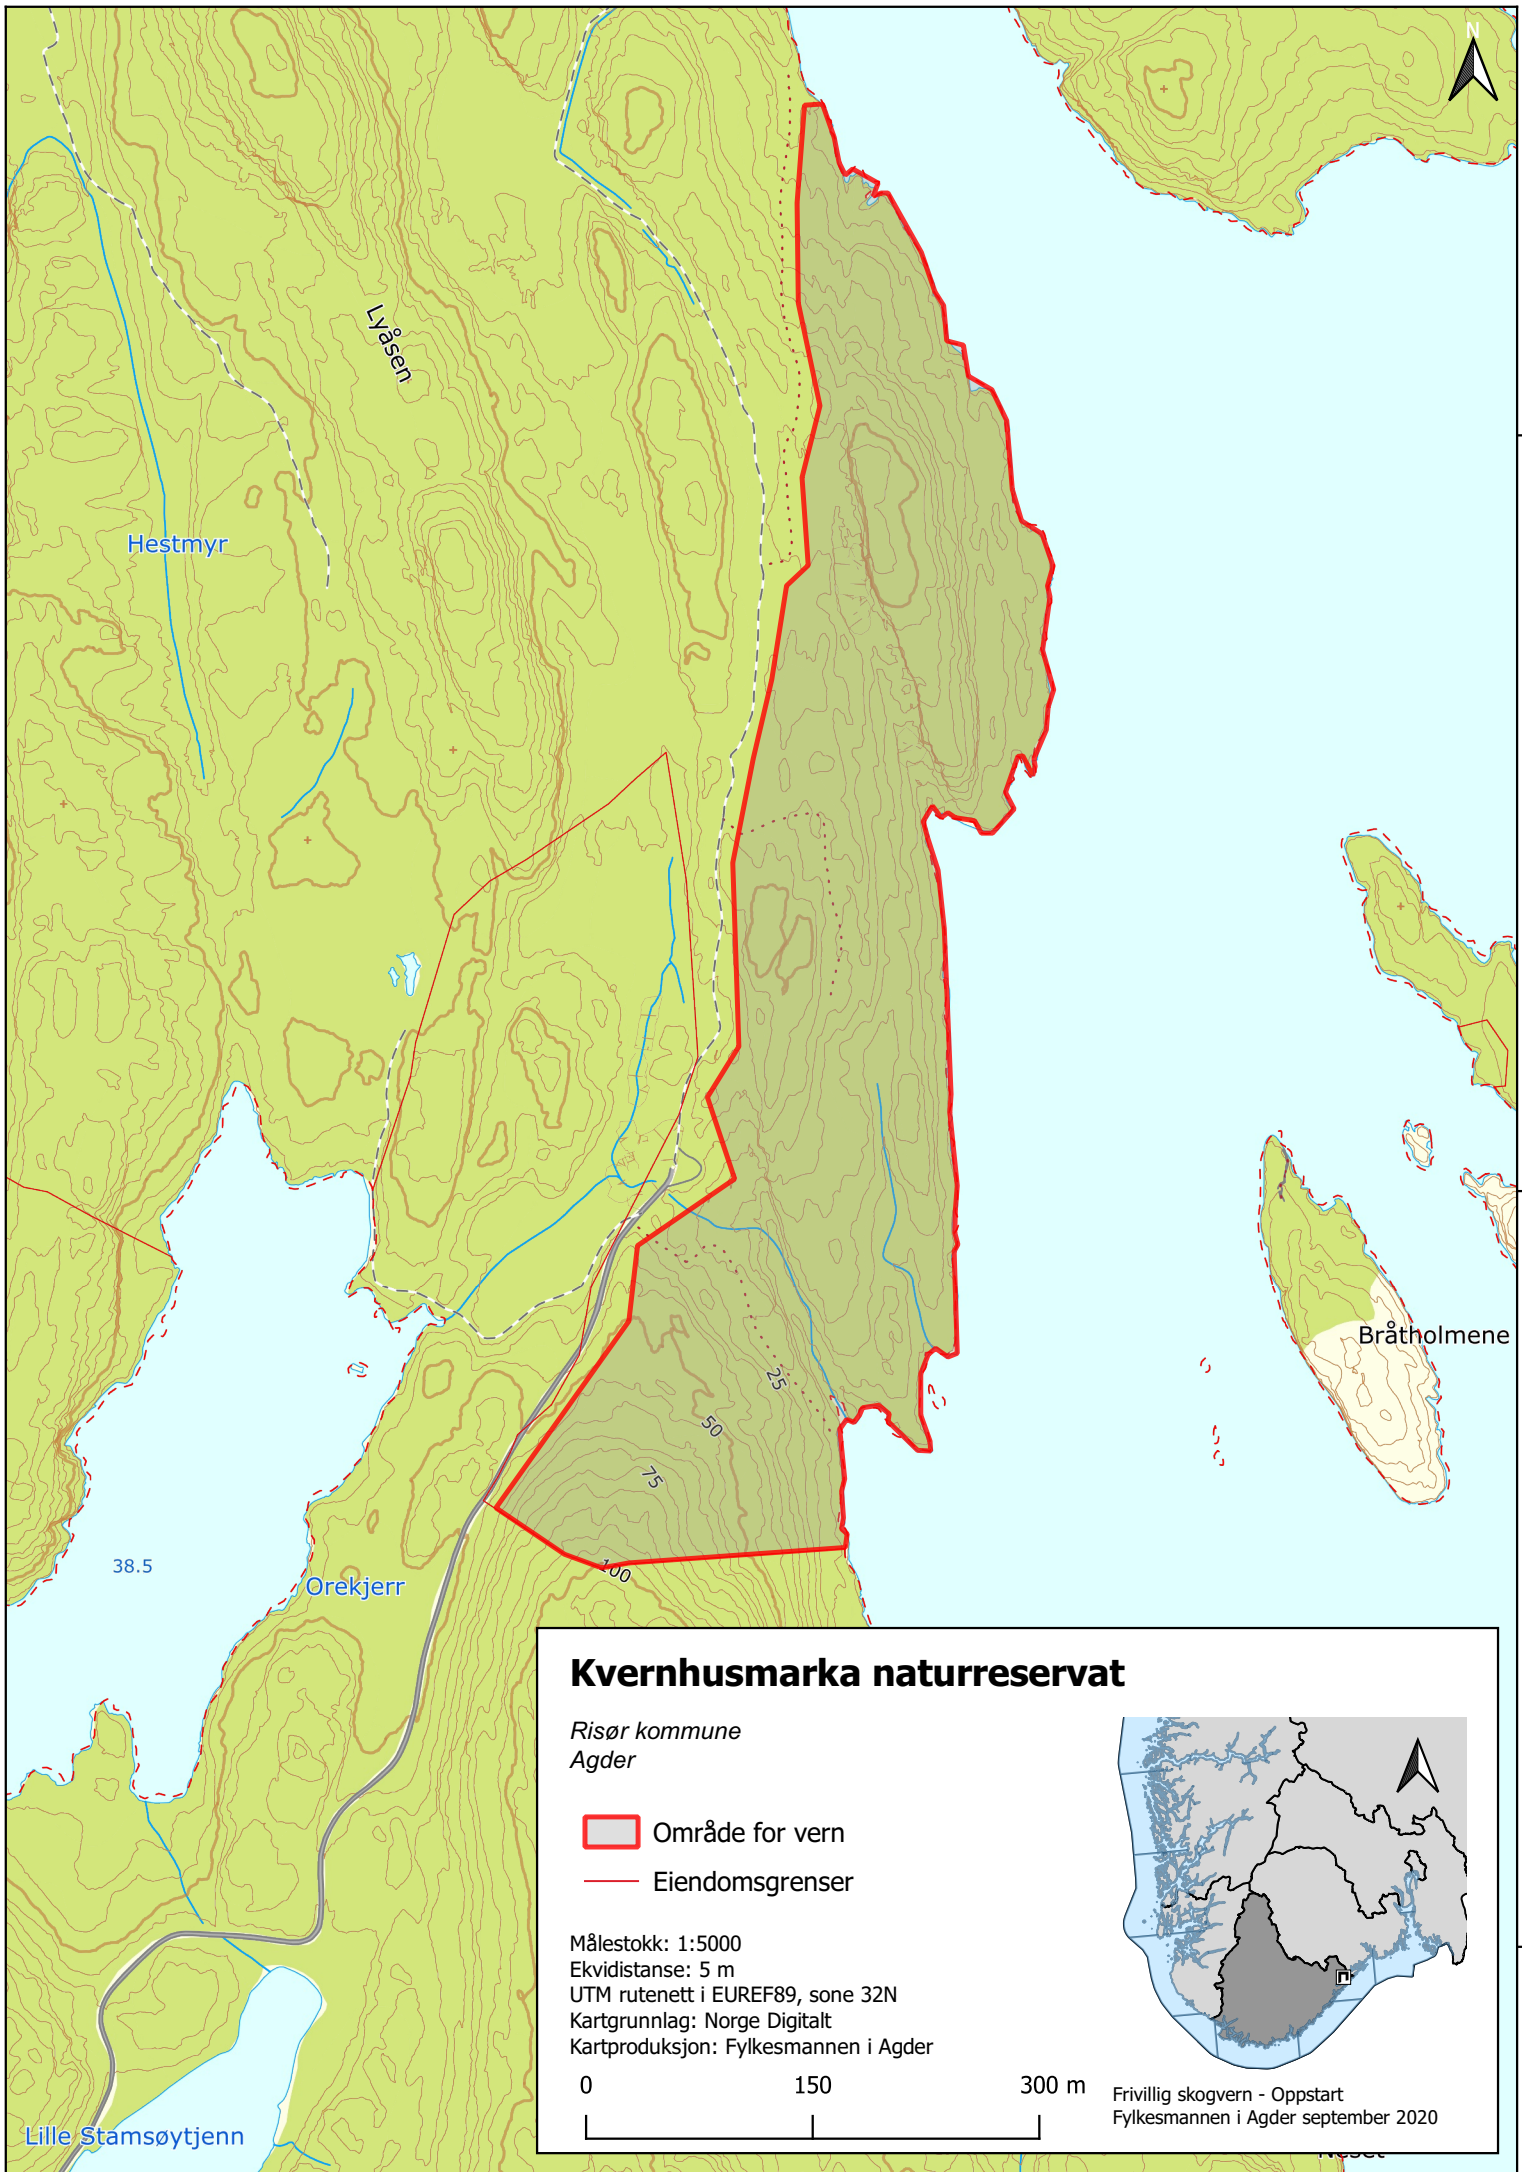 N
Lyåsen
Hestmyr
Bråtholmene
25
50
75
100
38.5
Orekjerr
Kvernhusmarka naturreservat
Risør kommune
Agder
Område for vern
Eiendomsgrenser
Målestokk: 1:5000
Ekvidistanse: 5 m
UTM rutenett i EUREF89, sone 32N
Kartgrunnlag: Norge Digitalt
Kartproduksjon: Fylkesmannen i Agder
0 150 300 m
Frivillig skogvern - Oppstart
Fylkesmannen i Agder september 2020
Lille Stamsøytjenn